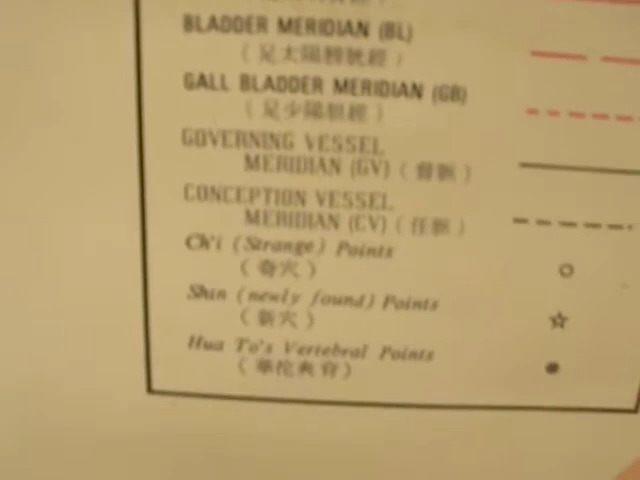 BLADDER MERIDIAN (BL)
(足太陽膀胱經)
GALL BLADDER MERIDIAN (GB)
(足少陽胆經)
GOVERNING VESSEL
MERIDIAN (GV) (督脈)
CONCEPTION VESSEL
MERIDIAN (CV) (任脈)
Ch'i (Strange) Points
(奇穴)
Shin (newly found) Points
(新穴)
Hua To's Vertebral Points
(華佗夾脊)